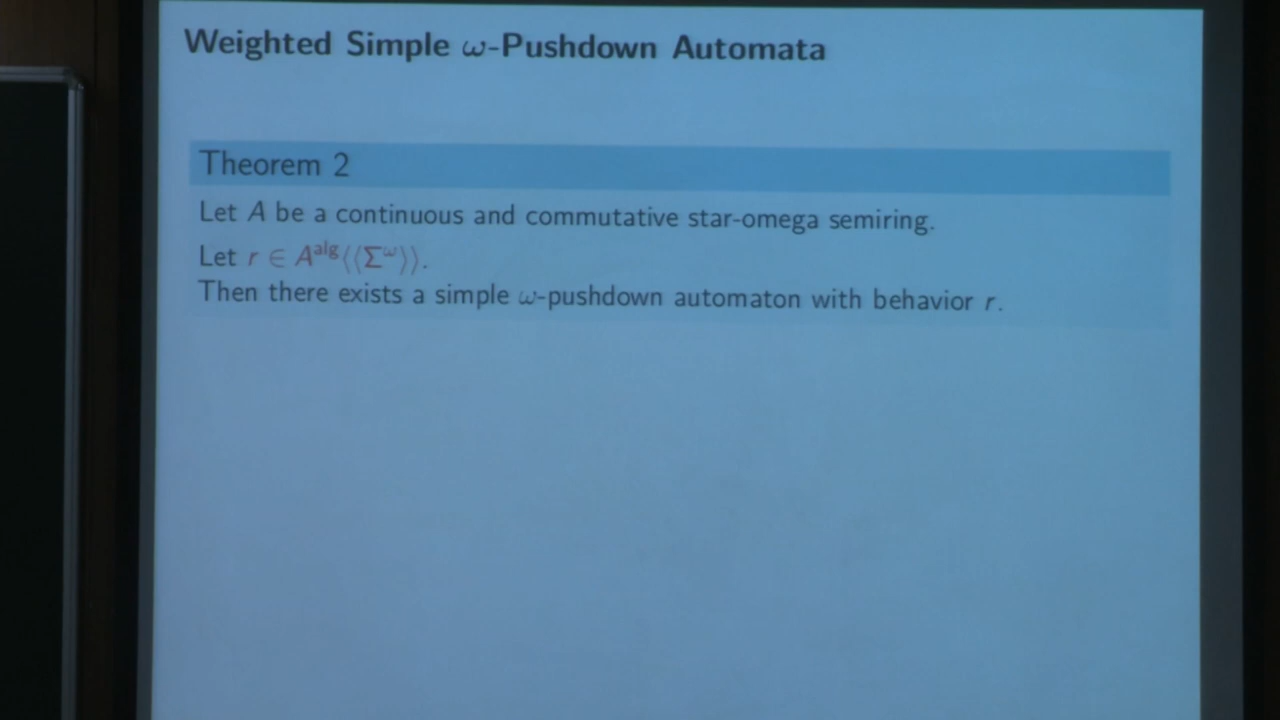 Weighted Simple ω-Pushdown Automata
Theorem 2
Let A be a continuous and commutative star-omega semiring.
Let r ∈ A^alg⟨⟨Σ^ω⟩⟩.
Then there exists a simple ω-pushdown automaton with behavior r.